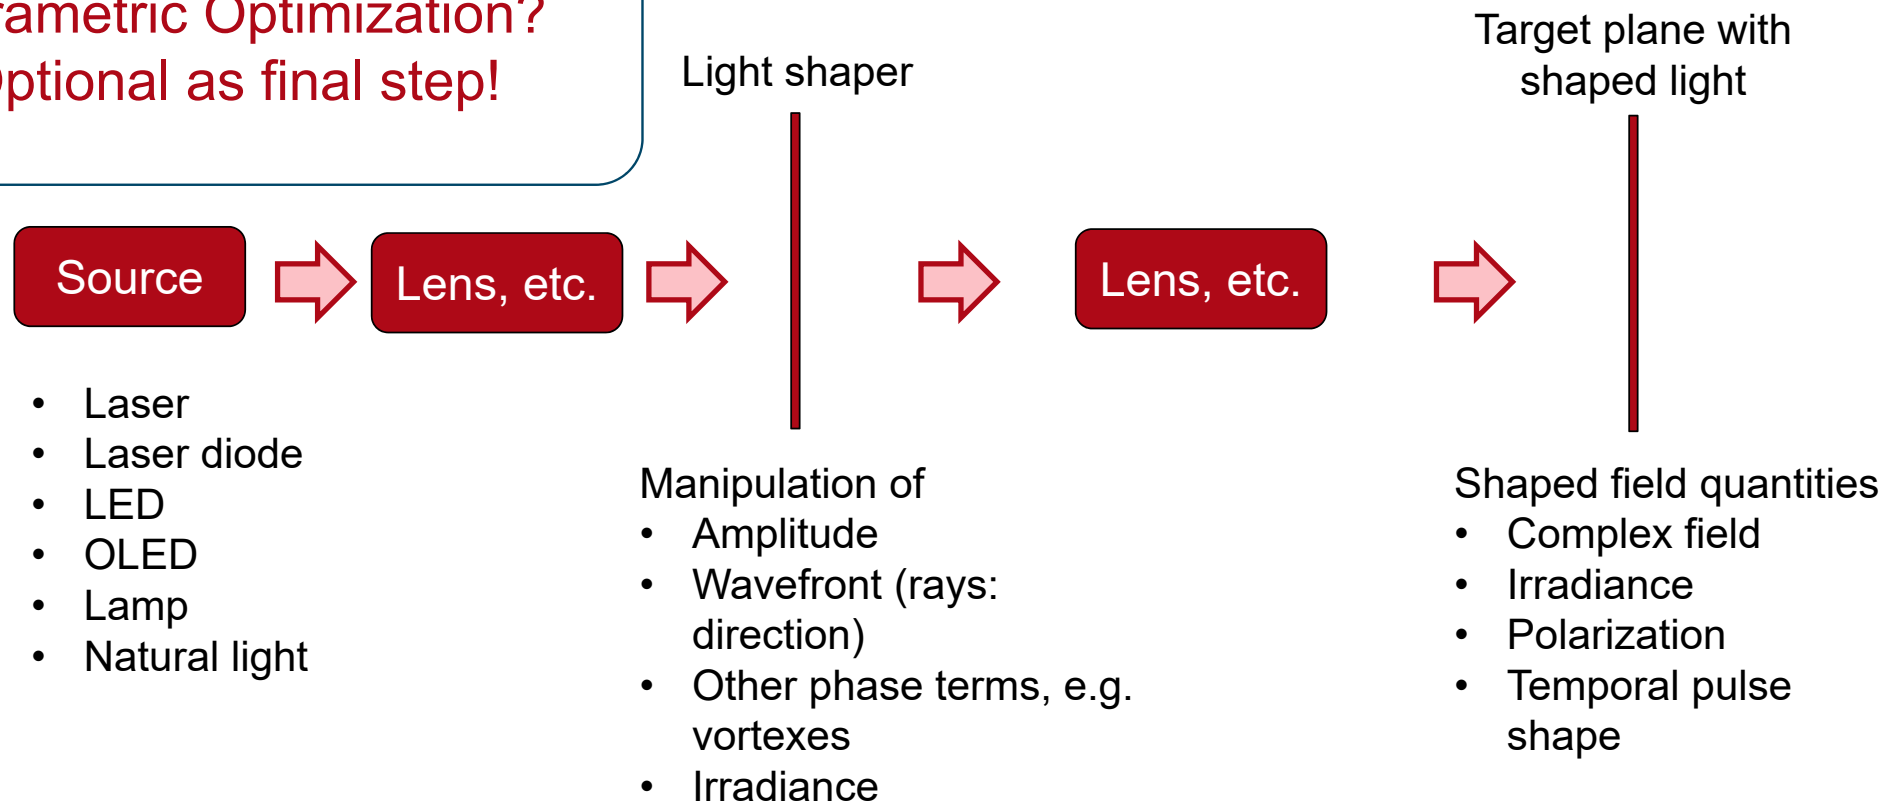 rametric Optimization?
ptional as final step!
Light shaper
Target plane with
shaped light
Source
Lens, etc.
Lens, etc.
• Laser
• Laser diode
• LED
• OLED
• Lamp
• Natural light
Manipulation of
• Amplitude
• Wavefront (rays:
direction)
• Other phase terms, e.g.
vortexes
• Irradiance
Shaped field quantities
• Complex field
• Irradiance
• Polarization
• Temporal pulse
shape